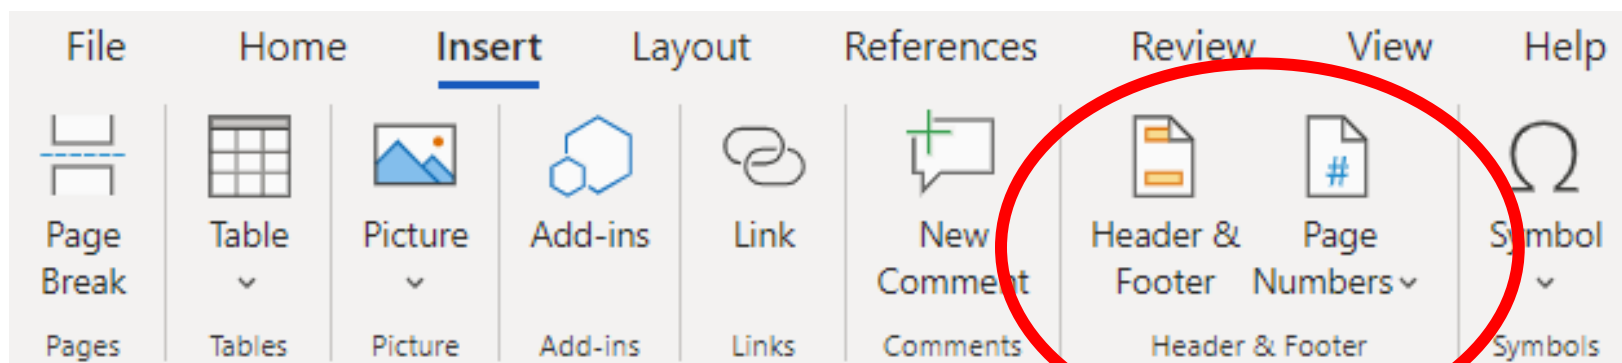 File Home Insert Layout References Review View Help
Page Table Picture Add-ins Link New Header & Page Symbol
Break Comment Footer Numbers
Pages Tables Picture Add-ins Links Comments Header & Footer Symbols